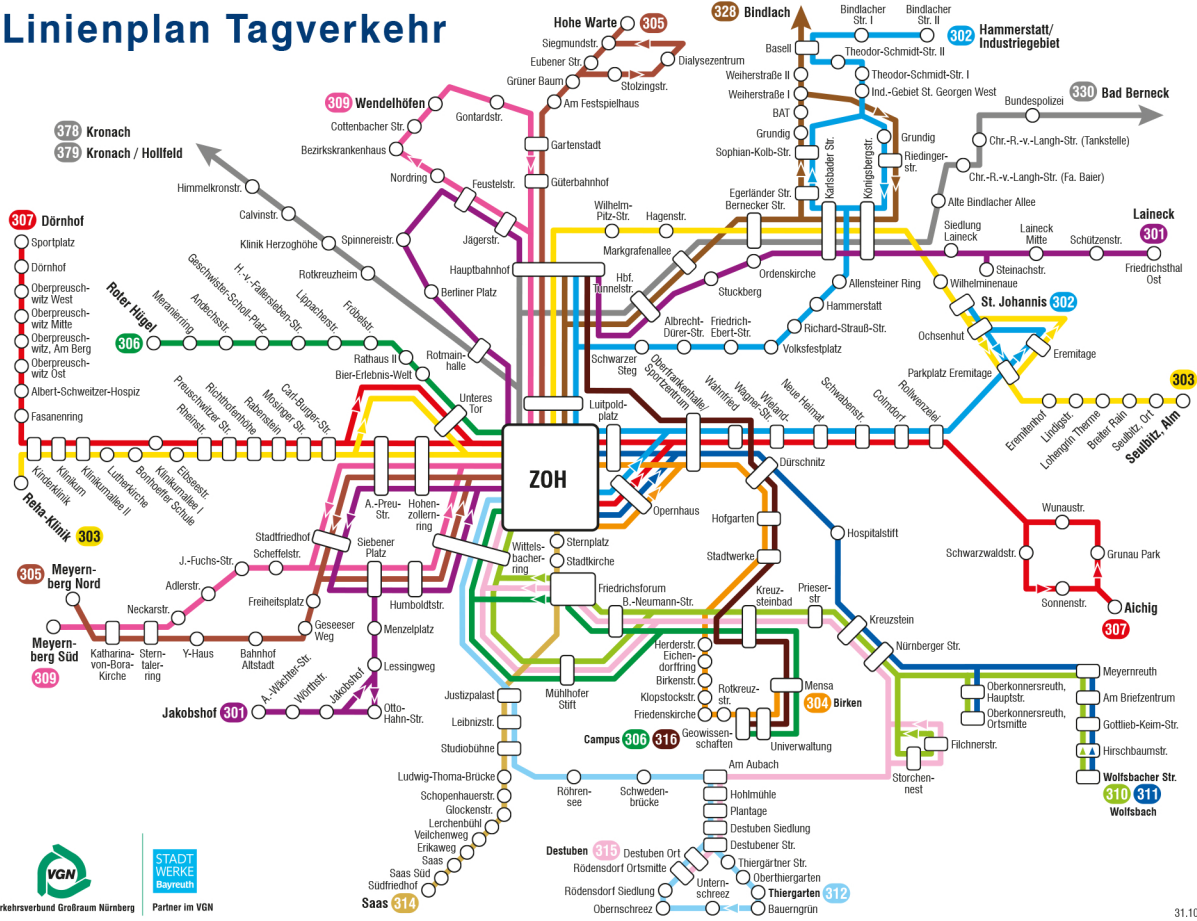 Linienplan Tagverkehr
Hohe Warte 305
Siegmundstr.
Eubener Str.
Dialysezentrum
Grüner Baum
Stolzingstr.
Am Festspielhaus
Gartenstadt
Güterbahnhof
328 Bindlach
Basell
Weiherstraße II
Weiherstraße I
BAT
Grundig
Sophian-Kolb-Str.
Egerländer Str.
Bernecker Str.
Bindlacher
Str. I
Bindlacher
Str. II
302 Hammerstatt/
Industriegebiet
Theodor-Schmidt-Str. II
Theodor-Schmidt-Str. I
Ind.-Gebiet St. Georgen West
Grundig
Riedinger-
str.
Karlsbader Str.
Königsbergstr.
330 Bad Berneck
Bundespolizei
Chr.-R.-v.-Langh-Str. (Tankstelle)
Chr.-R.-v.-Langh-Str. (Fa. Baier)
Alte Bindlacher Allee
309 Wendelhöfen
Cottenbacher Str.
Gontardstr.
Bezirkskrankenhaus
Nordring
Feustelstr.
Jägerstr.
Spinnereistr.
Berliner Platz
Hauptbahnhof
Rotmain-
halle
378 Kronach
379 Kronach / Hollfeld
Himmelkronstr.
Calvinstr.
Klinik Herzoghöhe
Rotkreuzheim
Wilhelm-
Pitz-Str.
Hagenstr.
Markgrafenallee
Hbf.
Tunnelstr.
Ordenskirche
Stuckberg
Siedlung
Laineck
Laineck
Mitte
Schützenstr.
Laineck
301
Steinachstr.
Friedrichsthal
Ost
Allensteiner Ring
Hammerstatt
Richard-Strauß-Str.
Volksfestplatz
Friedrich-
Ebert-Str.
Albrecht-
Dürer-Str.
Schwarzer
Steg
Wilhelminenaue
St. Johannis 302
Ochsenhut
Eremitage
Parkplatz Eremitage
303
Seulbitz, Alm
Seulbitz, Ort
Breiter Rain
Lohengrin Therme
Lindigstr.
Eremitenhof
307 Dörnhof
Sportplatz
Dörnhof
Oberpreusch-
witz West
Oberpreusch-
witz Mitte
Oberpreusch-
witz, Am Berg
Oberpreusch-
witz Ost
Albert-Schweitzer-Hospiz
Fasanenring
Roter Hügel
306
Meranierring
Andechsstr.
Geschwister-Scholl-Platz
H.-v.-Fallersleben-Str.
Lippacherstr.
Fröbelstr.
Rathaus II
Bier-Erlebnis-Welt
Unteres
Tor
Kinderklinik
Klinikum
Klinikumallee II
Lutherkirche
Bonhoeffer Schule
Klinikumallee I
Eibseestr.
Rheinstr.
Preuschwitzer Str.
Richthofenhöhe
Rabenstein
Mosinger Str.
Carl-Burger-Str.
Reha-Klinik 303
A.-Preu-
Str.
Hohen-
zollern-
ring
ZOH
Luitpold-
platz
Oberfrankenhalle/
Sportzentrum
Wahnfried
Wagner-Str.
Wieland-
Neue Heimat
Schwabenstr.
Colmdorf
Rollwenzelei
Opernhaus
Dürschnitz
Hofgarten
Stadtwerke
Hospitalstift
Wunaustr.
Schwarzwaldstr.
Grunau Park
Sonnenstr.
Aichig
307
305 Meyern-
berg Nord
Meyern-
berg Süd
309
Neckarstr.
Adlerstr.
J.-Fuchs-Str.
Scheffelstr.
Stadtfriedhof
Siebener
Platz
Freiheitsplatz
Humboldtstr.
Geseeser
Weg
Katharina-
von-Bora-
Kirche
Stern-
taler-
ring
Y-Haus
Bahnhof
Altstadt
Menzelplatz
Lessingweg
Jakobshof 301
A.-Wächter-Str.
Wörthstr.
Jakobshof
Otto-
Hahn-Str.
Wittels-
bacher-
ring
Sternplatz
Stadtkirche
Friedrichsforum
B.-Neumann-Str.
Mühlhofer
Stift
Kreuz-
steinbad
Prieser-
str
Kreuzstein
Nürnberger Str.
Herderstr.
Eichen-
dorffring
Birkenstr.
Klopstockstr.
Friedenskirche
Rotkreuz-
str.
Mensa
304 Birken
Campus 306 316
Geowissen-
schaften
Univerwaltung
Meyernreuth
Am Briefzentrum
Gottlieb-Keim-Str.
Hirschbaumstr.
Wolfsbacher Str.
310 311
Wolfsbach
Oberkonnersreuth,
Hauptstr.
Oberkonnersreuth,
Ortsmitte
Filchnerstr.
Storchen-
nest
Justizpalast
Leibnizstr.
Studiobühne
Ludwig-Thoma-Brücke
Schopenhauerstr.
Glockenstr.
Lerchenbühl
Veilchenweg
Erikaweg
Saas
Saas Süd
Südfriedhof
Saas 314
Röhren-
see
Schweden-
brücke
Am Aubach
Hohlmühle
Plantage
Destuben Siedlung
Destubener Str.
Destuben 315 Destuben Ort
Rödensdorf Ortsmitte
Rödensdorf Siedlung
Obernschreez
Untern-
schreez
Thiergärtner Str.
Oberthiergarten
Thiergarten 312
Bauerngrün
VGN
rkehrsverbund Großraum Nürnberg
STADT
WERKE
Bayreuth
Partner im VGN
31.10